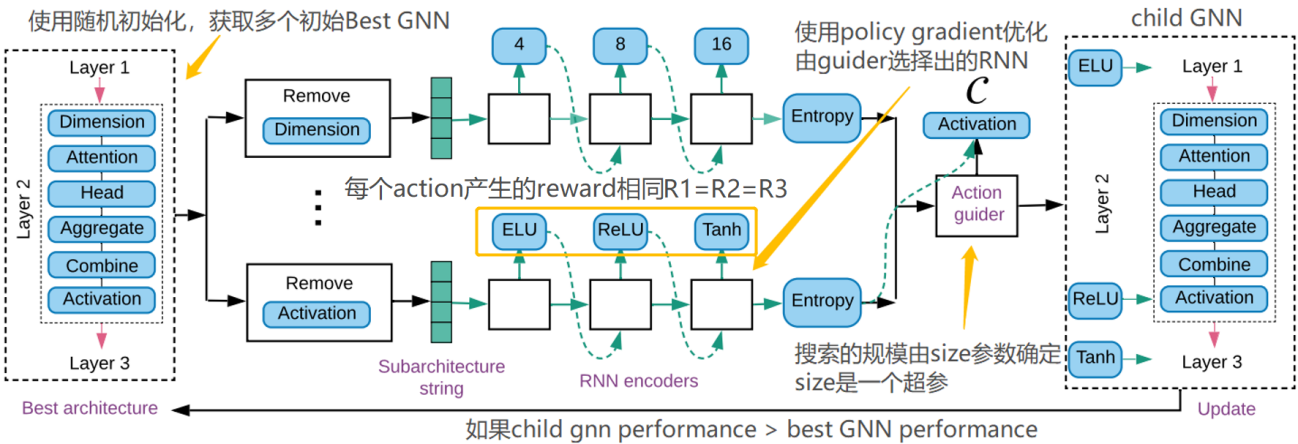 使用随机初始化，获取多个初始Best GNN
Layer 1
Layer 2
Dimension
Attention
Head
Aggregate
Combine
Activation
Layer 3
Best architecture
Remove
Dimension
Remove
Activation
Subarchitecture
string
4
8
16
每个action产生的reward相同R1=R2=R3
ELU
ReLU
Tanh
RNN encoders
Entropy
Entropy
使用policy gradient优化
由guider选择出的RNN
C
Activation
Action
guider
搜索的规模由size参数确定
size是一个超参
child GNN
ELU
Layer 1
Layer 2
Dimension
Attention
Head
Aggregate
Combine
ReLU
Activation
Tanh
Layer 3
Update
如果child gnn performance > best GNN performance